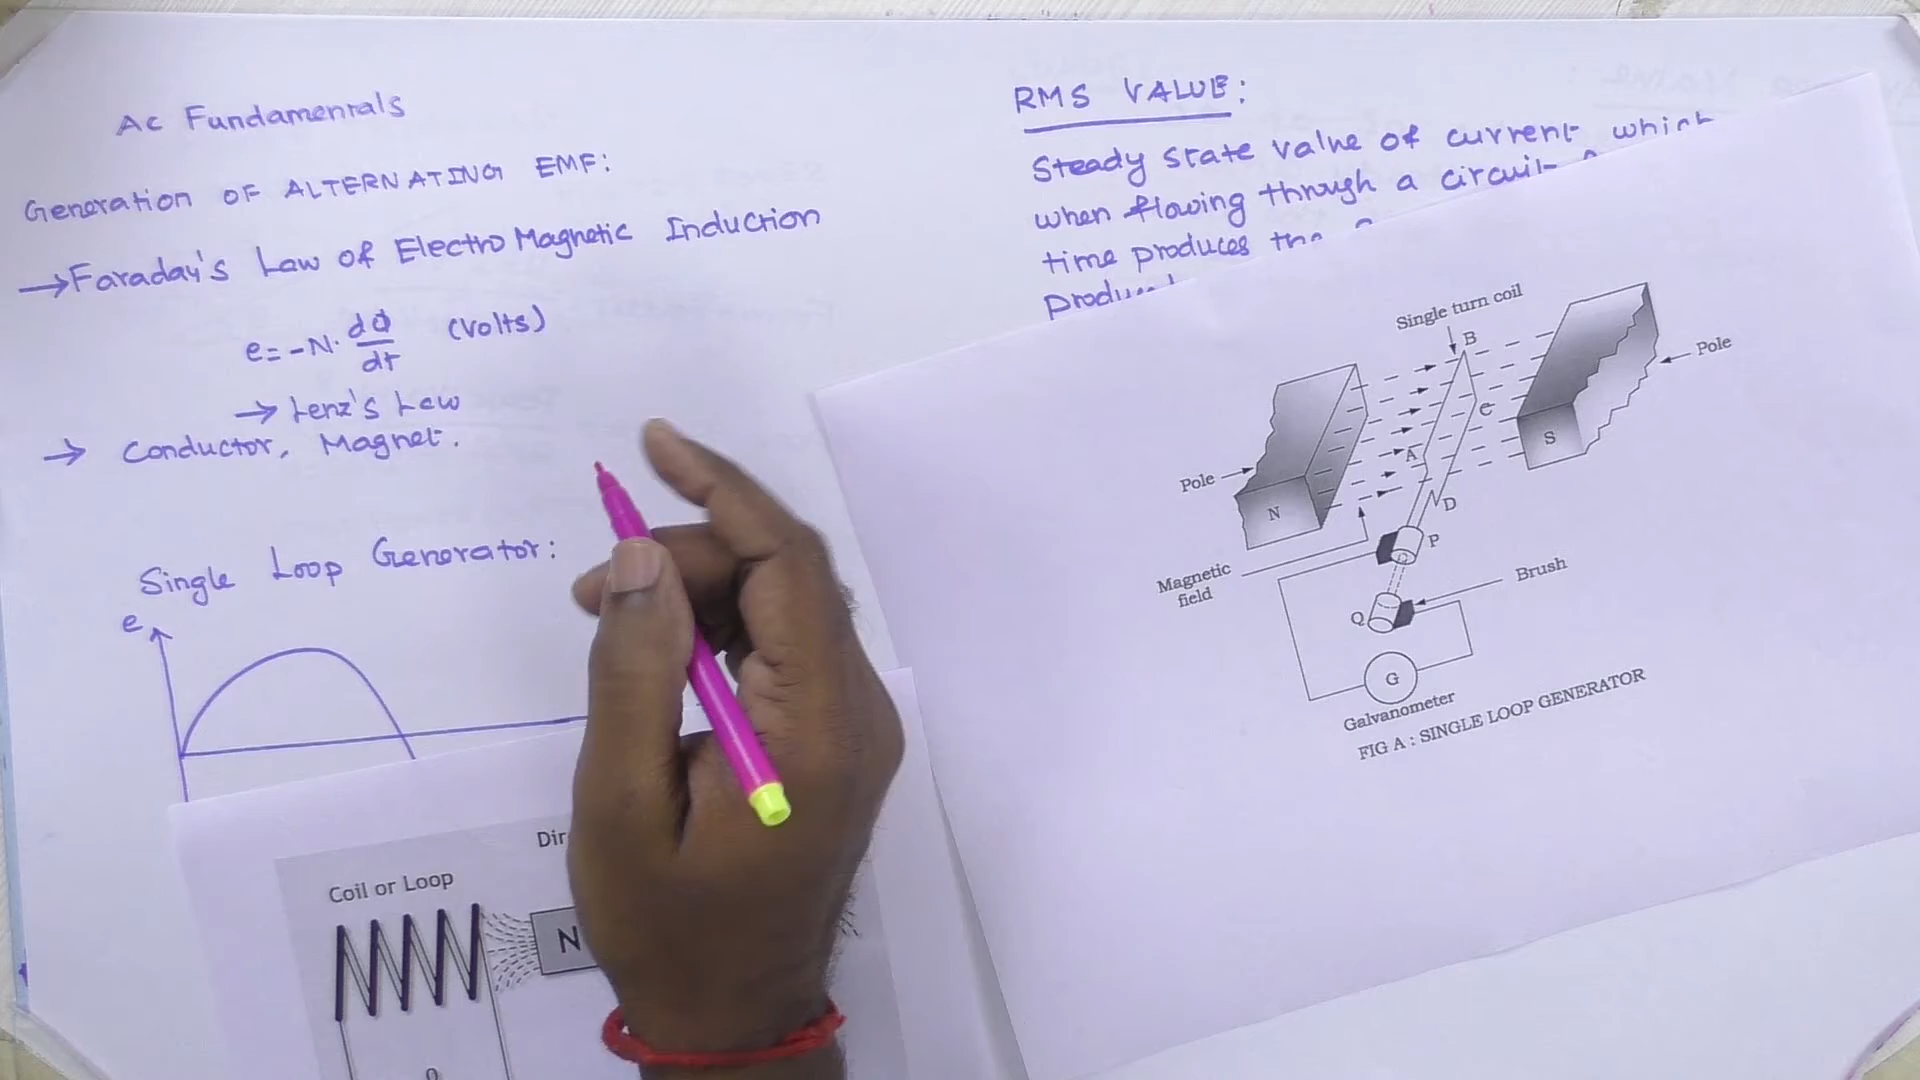 Ac Fundamentals
Generation OF ALTERNATING EMF:
→Faraday's Law of Electro Magnetic Induction
e=-N. dφ/dt (volts)
→ Lenz's Law
→ Conductor, Magnet.
Single Loop Generator:
e
Coil or Loop
N
RMS VALUE:
Steady state value of current which
when flowing through a circuit
time produces the
Single turn coil
B
Pole
C
S
A
Pole
N
D
P
Magnetic
field
Brush
Q
G
Galvanometer
FIG A : SINGLE LOOP GENERATOR